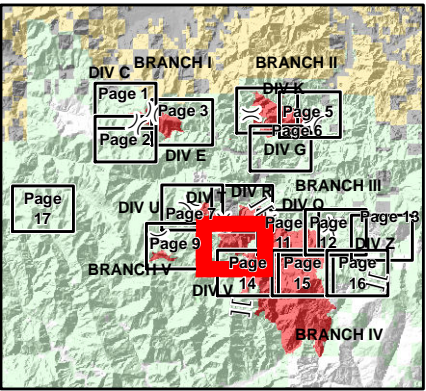 BRANCH I
BRANCH II
DIV C
Page 1
Page 3
DIV K
Page 5
Page 6
Page 2
DIV E
DIV G
Page
17
BRANCH III
DIV R
DIV Q
DIV U
Page 7
Page 13
Page
11
Page
12
Page 9
DIV Z
BRANCH V
Page
14
Page
15
Page
16
DIV V
BRANCH IV